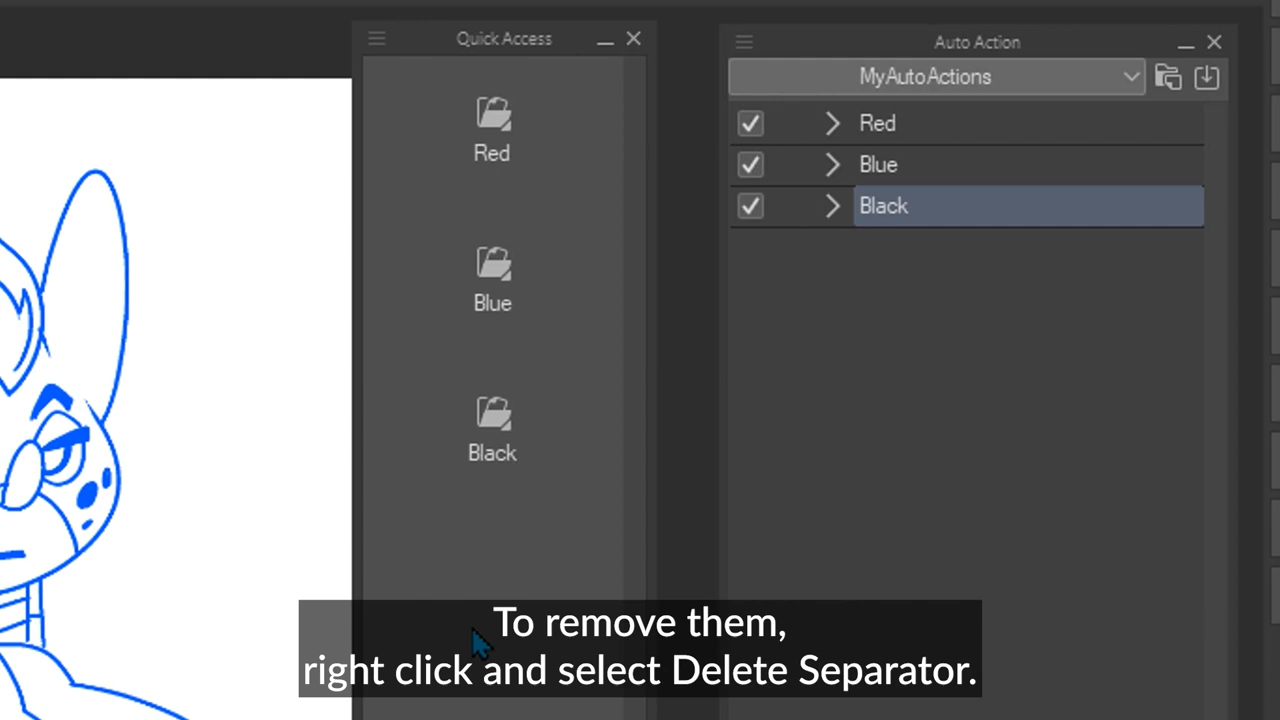 Quick Access
Red
Blue
Black
Auto Action
MyAutoActions
Red
Blue
Black
To remove them,
right click and select Delete Separator.